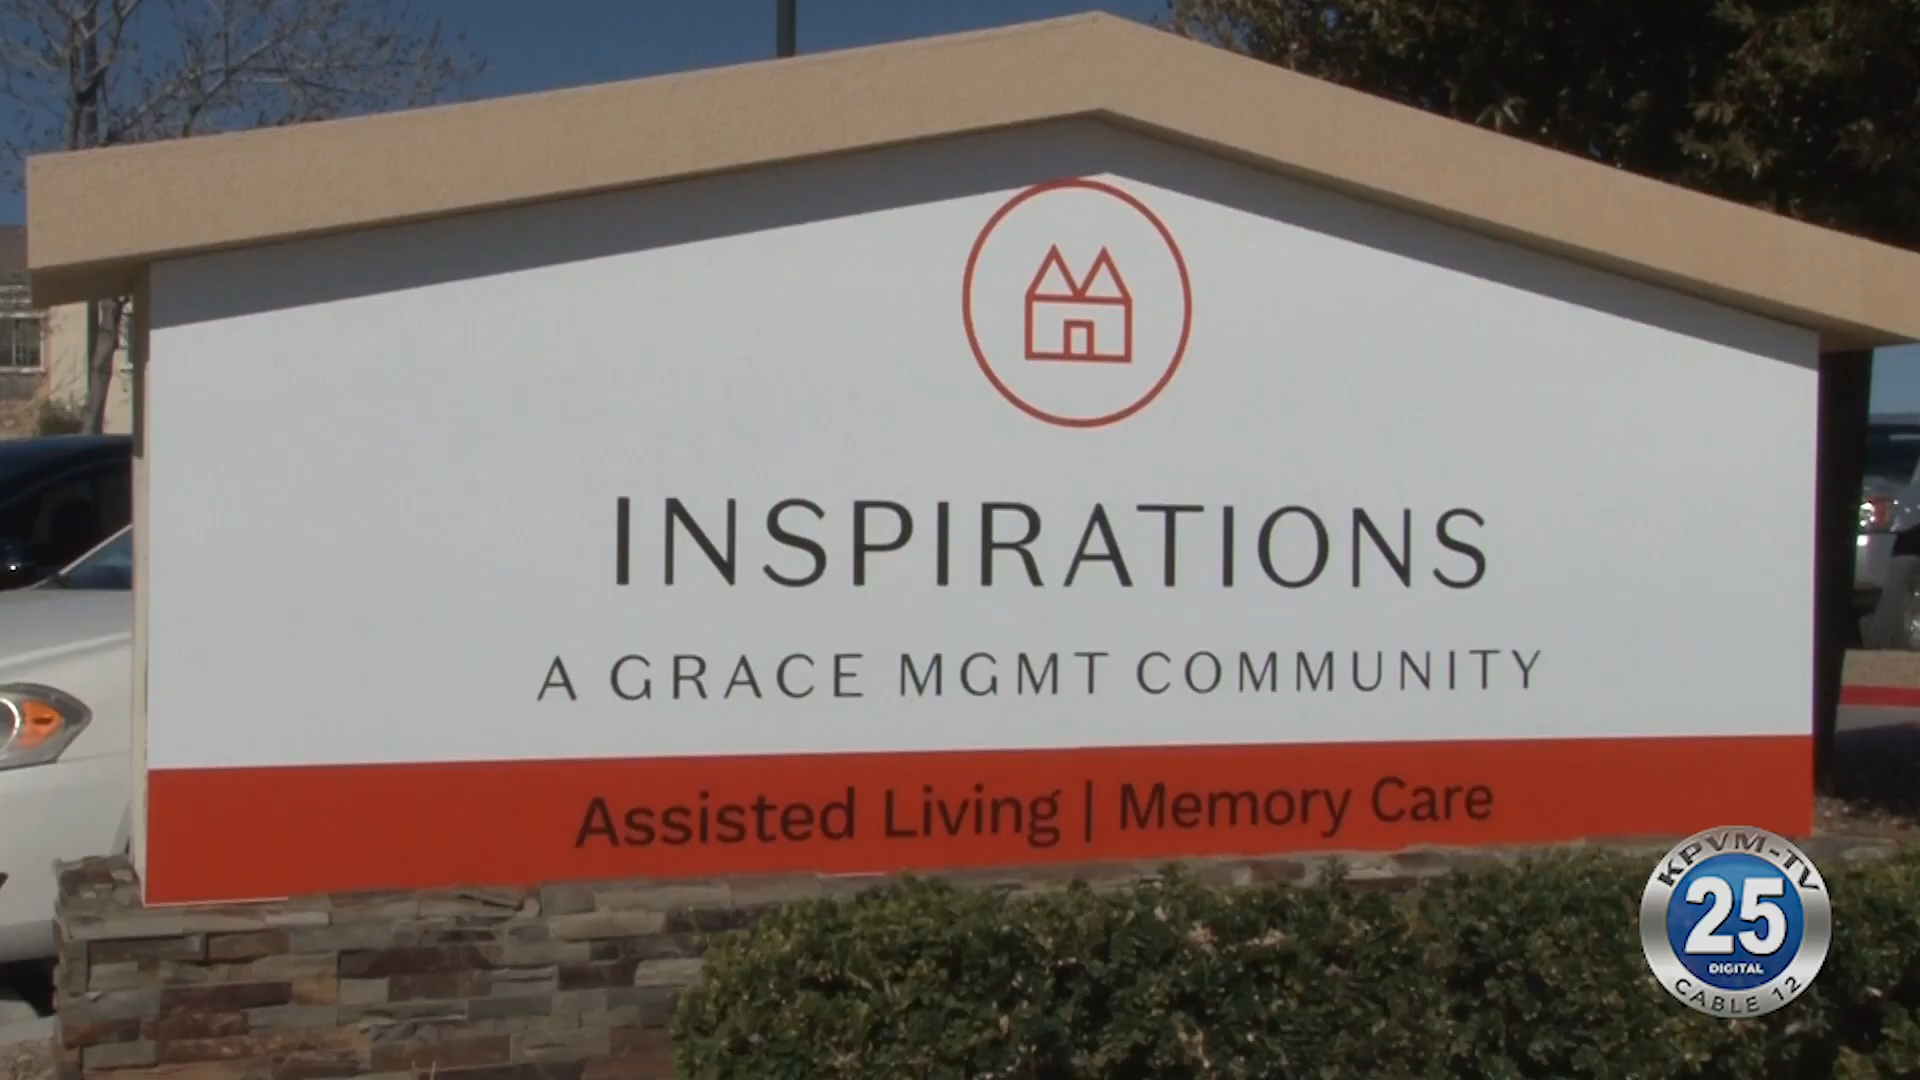 INSPIRATIONS
A GRACE MGMT COMMUNITY
Assisted Living | Memory Care
KPVM-TV
25
DIGITAL
CABLE 12